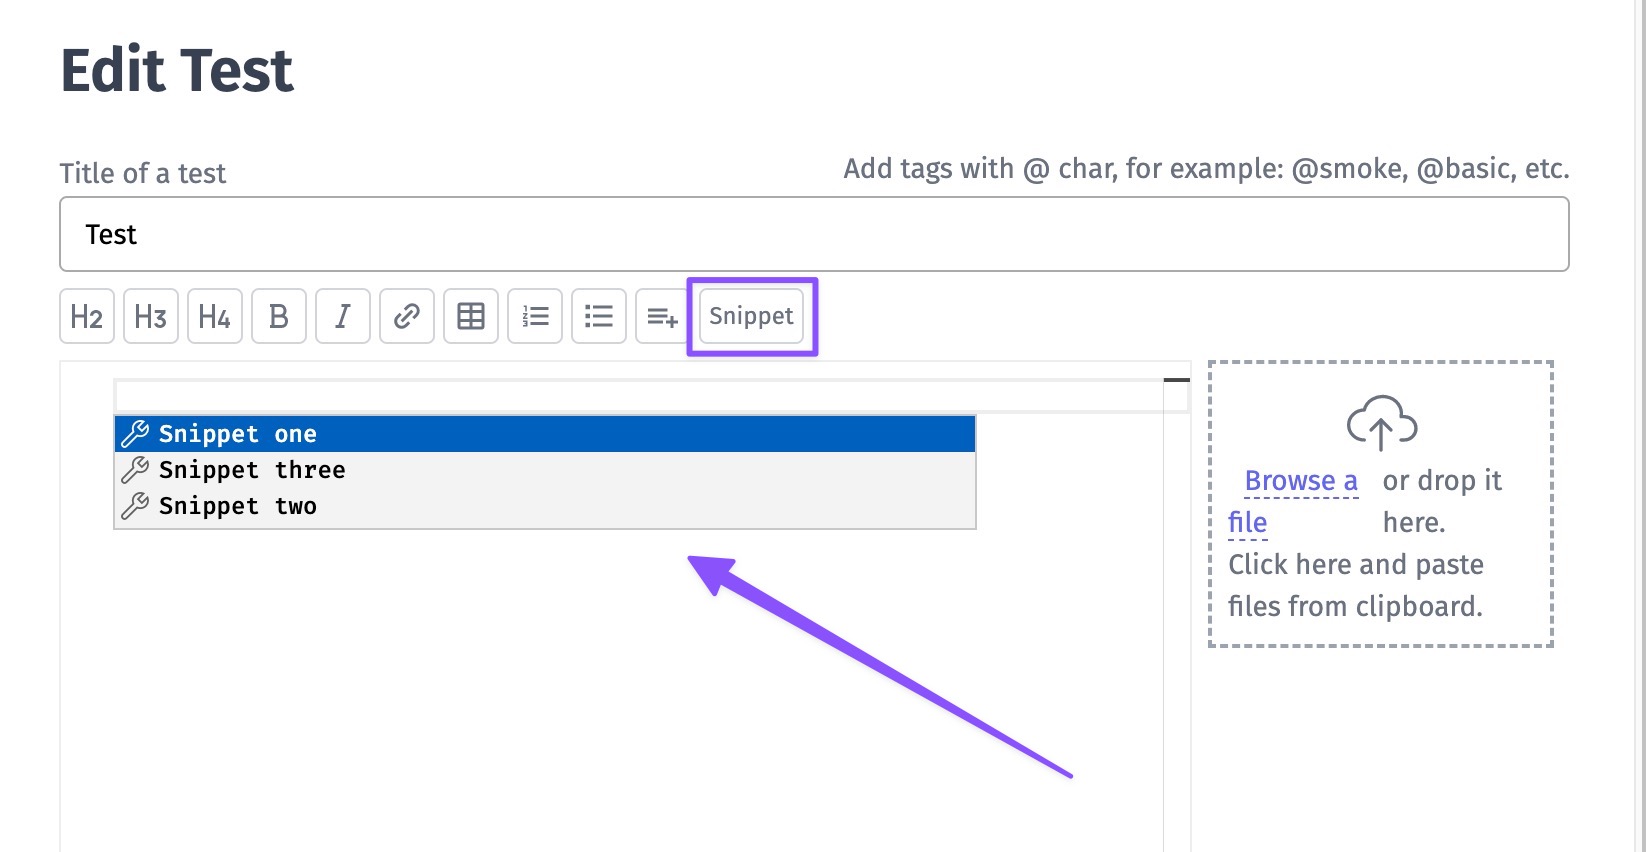 Edit Test
Title of a test
Add tags with @ char, for example: @smoke, @basic, etc.
Test
H2 H3 H4 B I Snippet
Snippet one
Snippet three
Snippet two
Browse a file
or drop it here.
Click here and paste
files from clipboard.